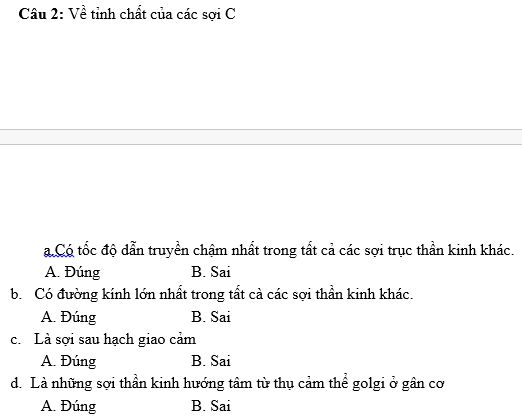 Câu 2: Về tính chất của các sợi C
a.Có tốc độ dẫn truyền chậm nhất trong tất cả các sợi trục thần kinh khác.
A. Đúng B. Sai
b. Có đường kính lớn nhất trong tất cả các sợi thần kinh khác.
A. Đúng B. Sai
c. Là sợi sau hạch giao cảm
A. Đúng B. Sai
d. Là những sợi thần kinh hướng tâm từ thụ cảm thể golgi ở gân cơ
A. Đúng B. Sai